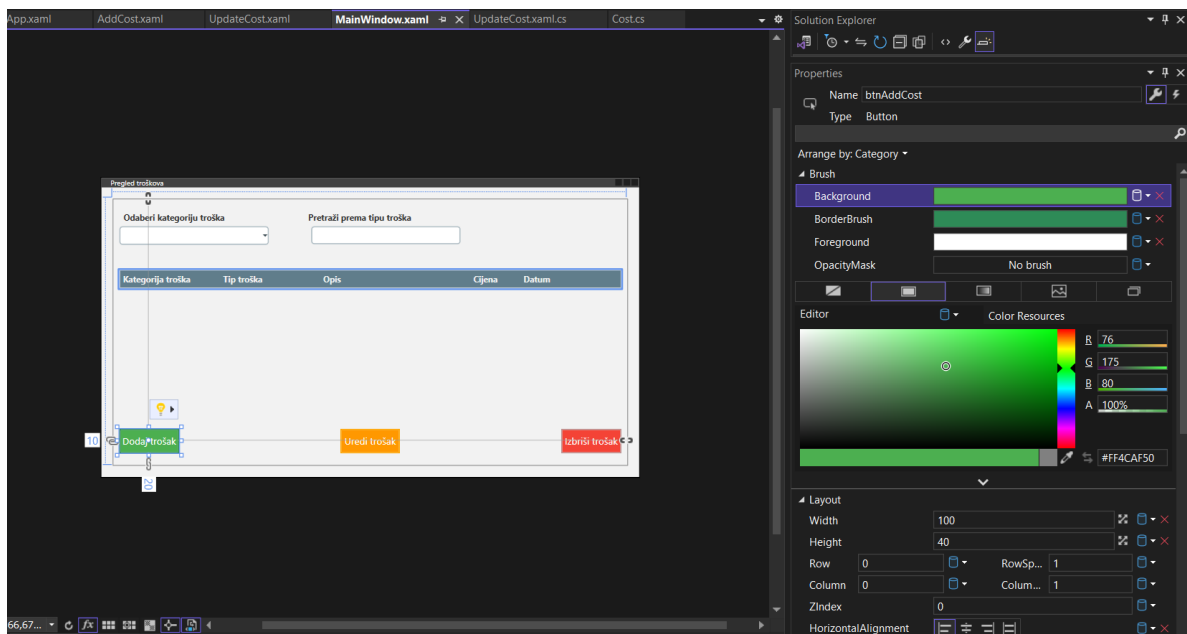 App.xaml
AddCost.xaml
UpdateCost.xaml
MainWindow.xaml
UpdateCost.xaml.cs
Cost.cs
Solution Explorer
Properties
Name btnAddCost
Type Button
Arrange by: Category
Brush
Background
BorderBrush
Foreground
OpacityMask No brush
Editor Color Resources
R 76
G 175
B 80
A 100%
#FF4CAF50
Layout
Width 100
Height 40
Row 0 RowSp... 1
Column 0 Colum... 1
ZIndex 0
HorizontalAlignment
Pregled troškova
Odaberi kategoriju troška Pretraži prema tipu troška
Kategorija troška Tip troška Opis Cijena Datum
10 Dodaj trošak Uredi trošak Izbriši trošak
20
66,67...